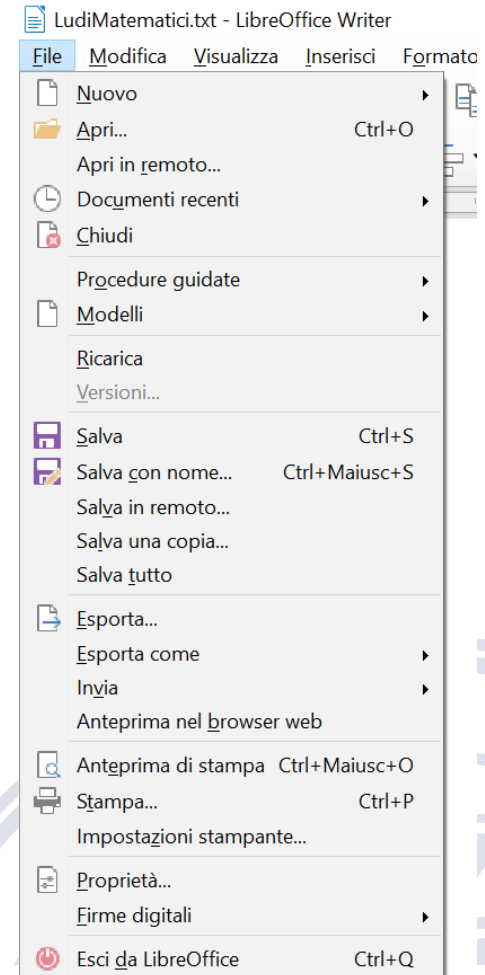 LudiMatematici.txt - LibreOffice Writer
File Modifica Visualizza Inserisci Formato
Nuovo
Apri... Ctrl+O
Apri in remoto...
Documenti recenti
Chiudi
Procedure guidate
Modelli
Ricarica
Versioni...
Salva Ctrl+S
Salva con nome... Ctrl+Maiusc+S
Salva in remoto...
Salva una copia...
Salva tutto
Esporta...
Esporta come
Invia
Anteprima nel browser web
Anteprima di stampa Ctrl+Maiusc+O
Stampa... Ctrl+P
Impostazioni stampante...
Proprietà...
Firme digitali
Esci da LibreOffice Ctrl+Q